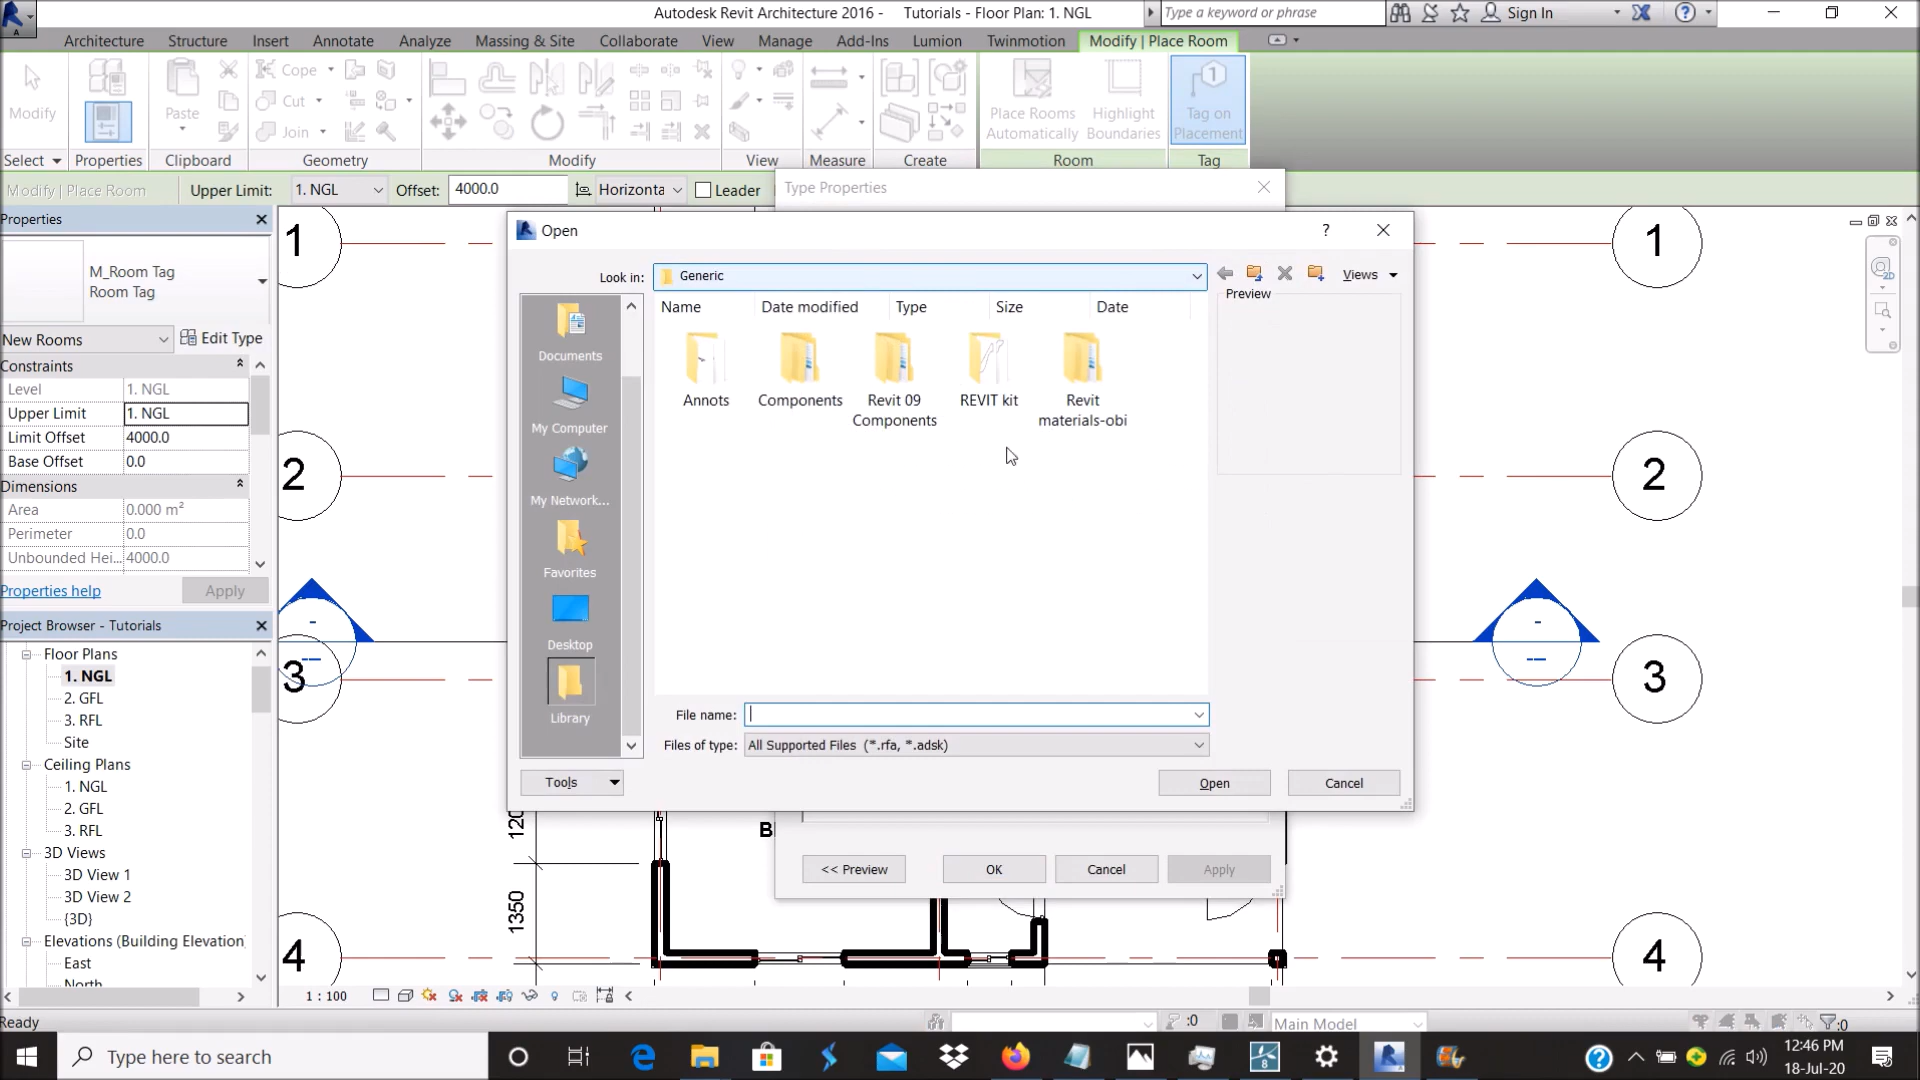 Autodesk Revit Architecture 2016 - Tutorials - Floor Plan: 1. NGL
Type a keyword or phrase
Sign In
Architecture Structure Insert Annotate Analyze Massing & Site Collaborate View Manage Add-Ins Lumion Twinmotion Modify | Place Room
Modify
Paste
Cope
Cut
Join
Place Rooms Automatically
Highlight Boundaries
Tag on Placement
Select Properties Clipboard Geometry Modify View Measure Create Room Tag
Modify | Place Room
Upper Limit: 1. NGL Offset: 4000.0 Horizonta Leader
Type Properties
Properties
M_Room Tag
Room Tag
New Rooms Edit Type
Constraints
Level 1. NGL
Upper Limit 1. NGL
Limit Offset 4000.0
Base Offset 0.0
Dimensions
Area 0.000 m²
Perimeter 0.0
Unbounded Hei... 4000.0
Properties help Apply
Project Browser - Tutorials
Floor Plans
1. NGL
2. GFL
3. RFL
Site
Ceiling Plans
1. NGL
2. GFL
3. RFL
3D Views
3D View 1
3D View 2
{3D}
Elevations (Building Elevation)
East
North
Open
Look in: Generic
Views
Preview
Name Date modified Type Size Date
Documents
My Computer
My Network...
Favorites
Desktop
Library
Annots
Components
Revit 09 Components
REVIT kit
Revit materials-obi
File name:
Files of type: All Supported Files (*.rfa, *.adsk)
Tools
Open Cancel
<< Preview OK Cancel Apply
1 1
2 2
3 3
4 4
120
1350
B
1 : 100
Ready
:0
Main Model
:0
Type here to search
12:46 PM
18-Jul-20